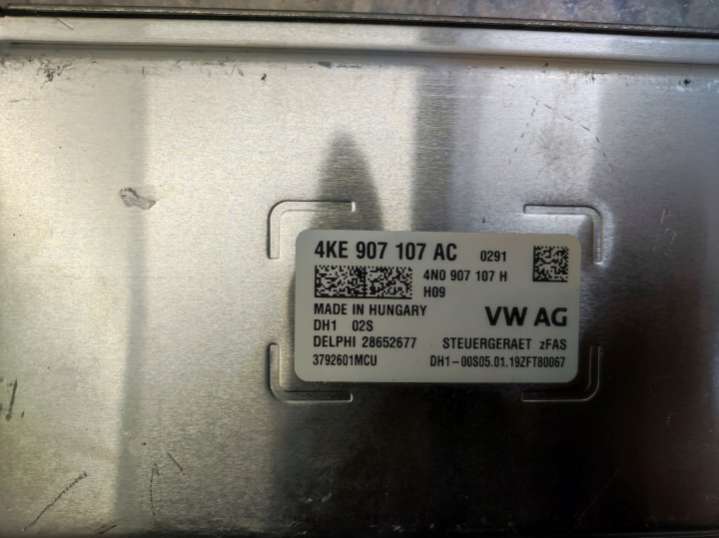 4KE 907 107 AC 0291
4N0 907 107 H
H09
MADE IN HUNGARY
VW AG
DH1 02S
DELPHI 28652677 STEUERGERAET zFAS
3792601MCU DH1-00S05.01.19ZFT80067